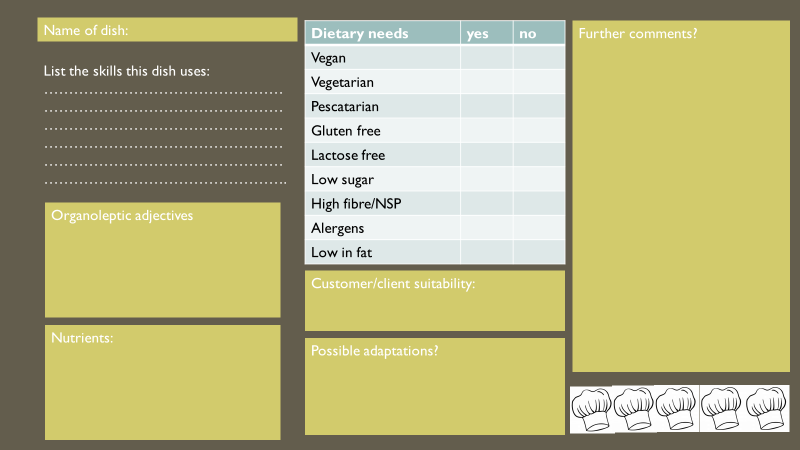 Name of dish:
List the skills this dish uses:
Organoleptic adjectives
Nutrients:
Dietary needs yes no
Vegan
Vegetarian
Pescatarian
Gluten free
Lactose free
Low sugar
High fibre/NSP
Alergens
Low in fat
Customer/client suitability:
Possible adaptations?
Further comments?